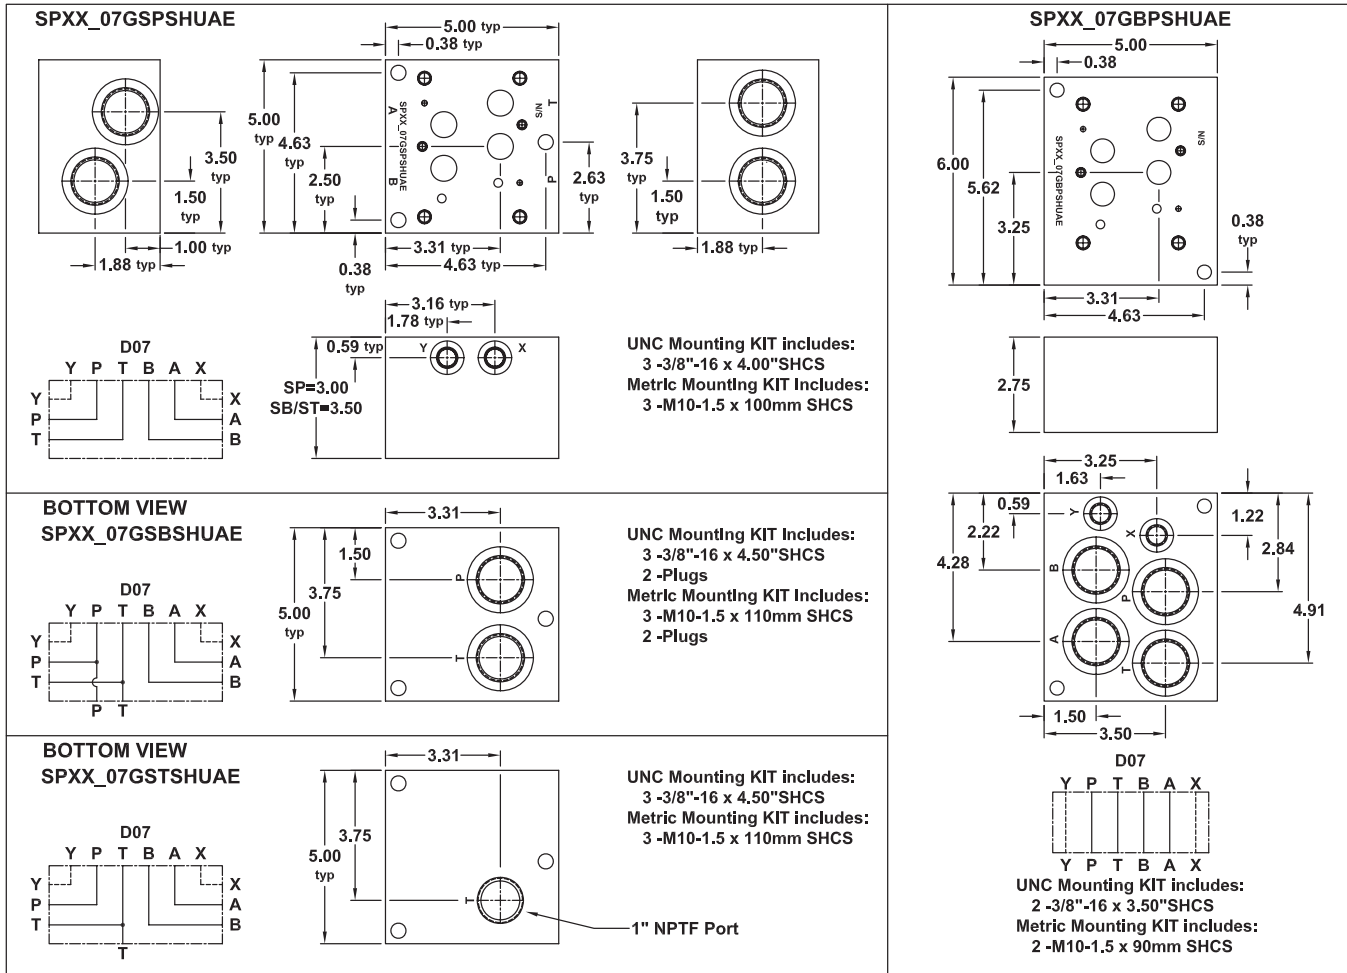 SPXX_07GSPSHUAE
5.00 typ
0.38 typ
3.50 typ
1.50 typ
1.00 typ
1.88 typ
5.00 typ
4.63 typ
2.50 typ
0.38 typ
A
B
SPXX_07GSPSHUAE
S/N
T
P
2.63 typ
3.31 typ
4.63 typ
3.75 typ
1.50 typ
1.88 typ
3.16 typ
1.78 typ
0.59 typ
Y
X
SP=3.00
SB/ST=3.50
D07
Y P T B A X
Y X
P A
T B
UNC Mounting KIT includes:
3 -3/8"-16 x 4.00"SHCS
Metric Mounting KIT Includes:
3 -M10-1.5 x 100mm SHCS
BOTTOM VIEW
SPXX_07GSBSHUAE
D07
Y P T B A X
Y X
P A
T B
P T
3.31
1.50
3.75
5.00 typ
P
T
UNC Mounting KIT includes:
3 -3/8"-16 x 4.50"SHCS
2 -Plugs
Metric Mounting KIT Includes:
3 -M10-1.5 x 110mm SHCS
2 -Plugs
BOTTOM VIEW
SPXX_07GSTSHUAE
D07
Y P T B A X
Y X
P A
T B
T
3.31
3.75
5.00 typ
T
1" NPTF Port
UNC Mounting KIT includes:
3 -3/8"-16 x 4.50"SHCS
Metric Mounting KIT includes:
3 -M10-1.5 x 110mm SHCS
SPXX_07GBPSHUAE
5.00
0.38
6.00
5.62
3.25
SPXX_07GBPSHUAE
S/N
0.38 typ
3.31
4.63
2.75
3.25
1.63
0.59
2.22
4.28
1.22
2.84
4.91
Y
X
B
P
A
T
1.50
3.50
D07
Y P T B A X
Y P T B A X
UNC Mounting KIT includes:
2 -3/8"-16 x 3.50"SHCS
Metric Mounting KIT includes:
2 -M10-1.5 x 90mm SHCS